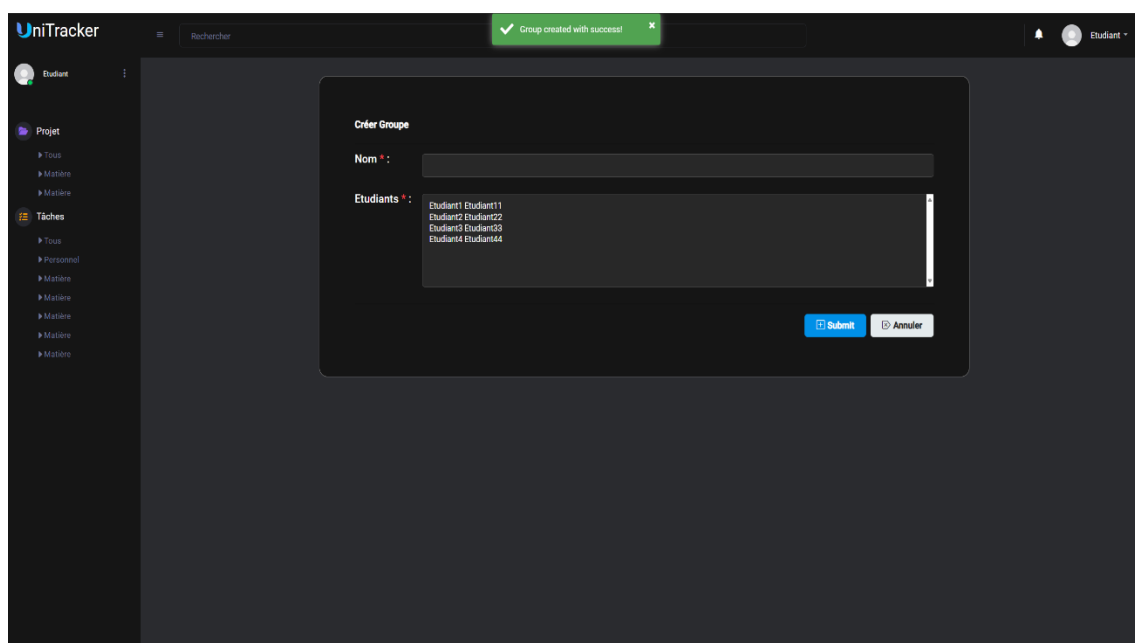 UniTracker
Rechercher
Group created with success!
Etudiant
Etudiant
Projet
Tous
Matière
Matière
Tâches
Tous
Personnel
Matière
Matière
Matière
Matière
Matière
Créer Groupe
Nom * :
Etudiants * :
Etudiant1 Etudiant11
Etudiant2 Etudiant22
Etudiant3 Etudiant33
Etudiant4 Etudiant44
Submit
Annuler